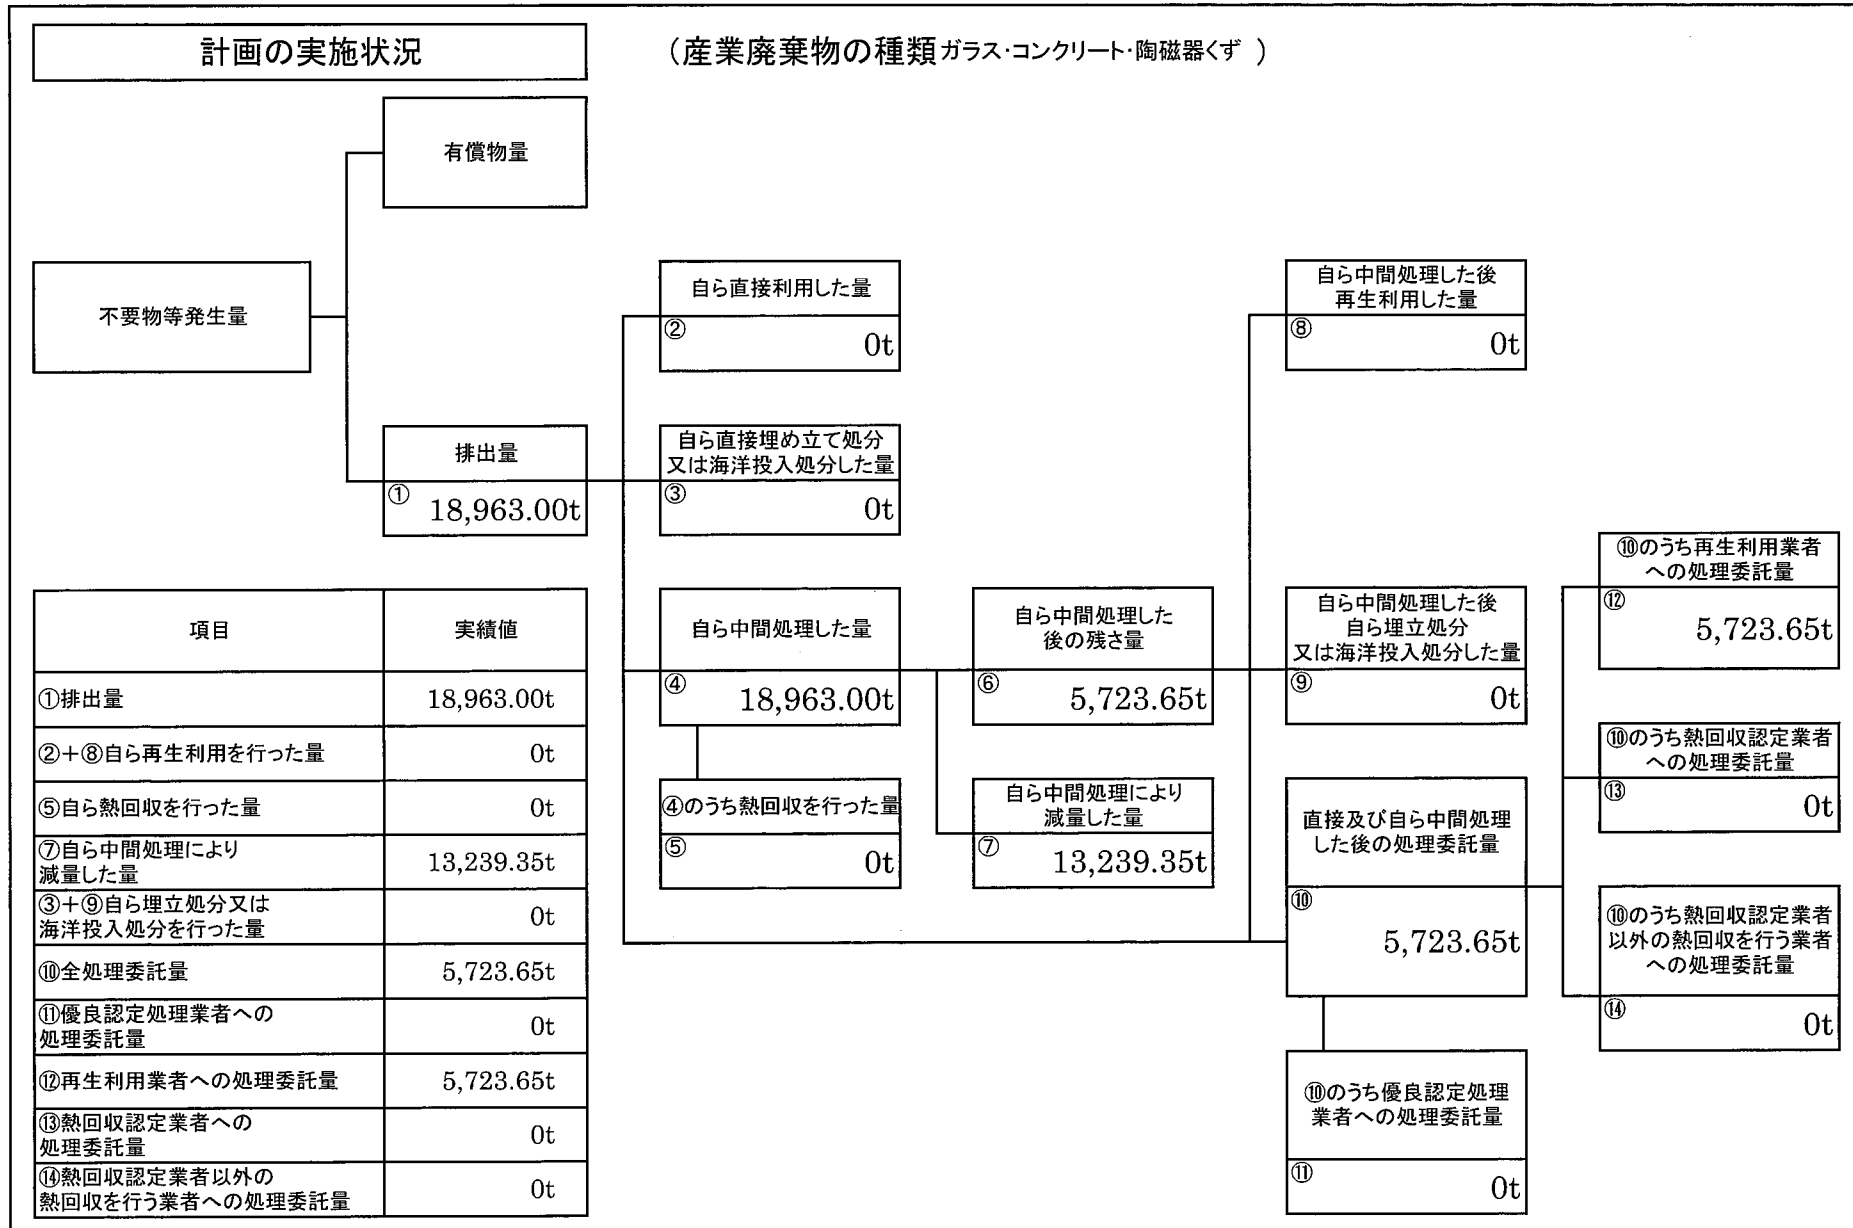 計画の実施状況
（産業廃棄物の種類ガラス・コンクリート・陶磁器くず ）
有償物量
不要物等発生量
排出量
①
18,963.00t
自ら直接利用した量
②
0t
自ら直接埋め立て処分
又は海洋投入処分した量
③
0t
自ら中間処理した量
④
18,963.00t
④のうち熱回収を行った量
⑤
0t
自ら中間処理した
後の残さ量
⑥
5,723.65t
自ら中間処理により
減量した量
⑦
13,239.35t
自ら中間処理した後
再生利用した量
⑧
0t
自ら中間処理した後
自ら埋立処分
又は海洋投入処分した量
⑨
0t
直接及び自ら中間処理
した後の処理委託量
⑩
5,723.65t
⑩のうち優良認定処理
業者への処理委託量
⑪
0t
⑩のうち再生利用業者
への処理委託量
⑫
5,723.65t
⑩のうち熱回収認定業者
への処理委託量
⑬
0t
⑩のうち熱回収認定業者
以外の熱回収を行う業者
への処理委託量
⑭
0t
項目 実績値
①排出量 18,963.00t
②＋⑧自ら再生利用を行った量 0t
⑤自ら熱回収を行った量 0t
⑦自ら中間処理により
減量した量 13,239.35t
③＋⑨自ら埋立処分又は
海洋投入処分を行った量 0t
⑩全処理委託量 5,723.65t
⑪優良認定処理業者への
処理委託量 0t
⑫再生利用業者への処理委託量 5,723.65t
⑬熱回収認定業者への
処理委託量 0t
⑭熱回収認定業者以外の
熱回収を行う業者への処理委託量 0t